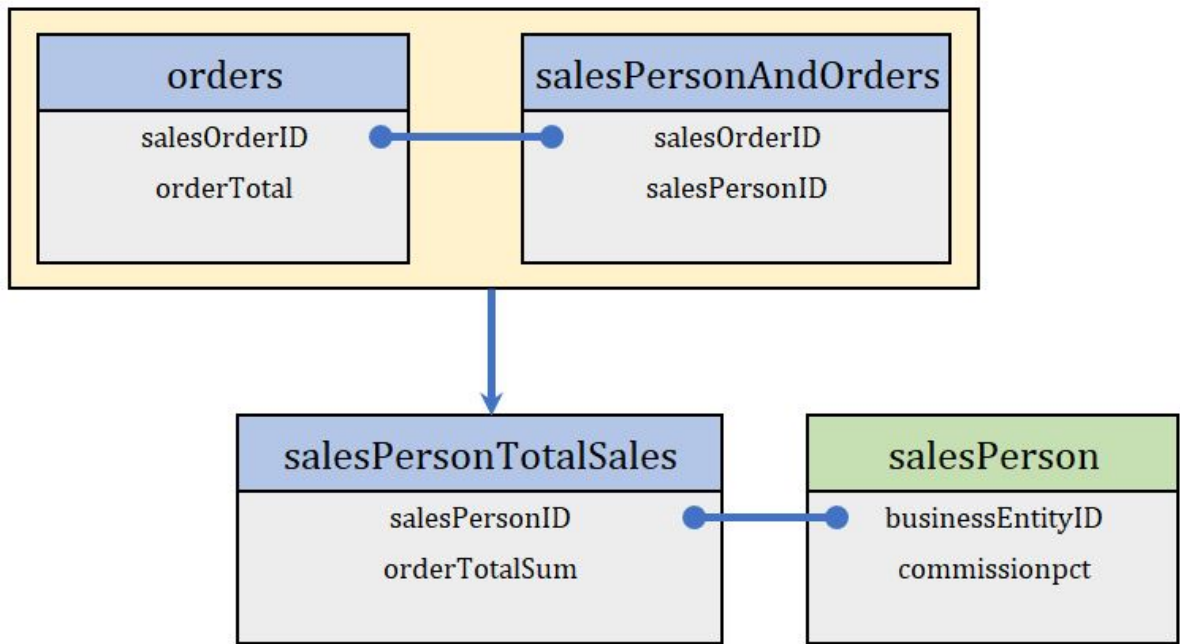 orders
salesOrderID
orderTotal
salesPersonAndOrders
salesOrderID
salesPersonID
salesPersonTotalSales
salesPersonID
orderTotalSum
salesPerson
businessEntityID
commissionpct